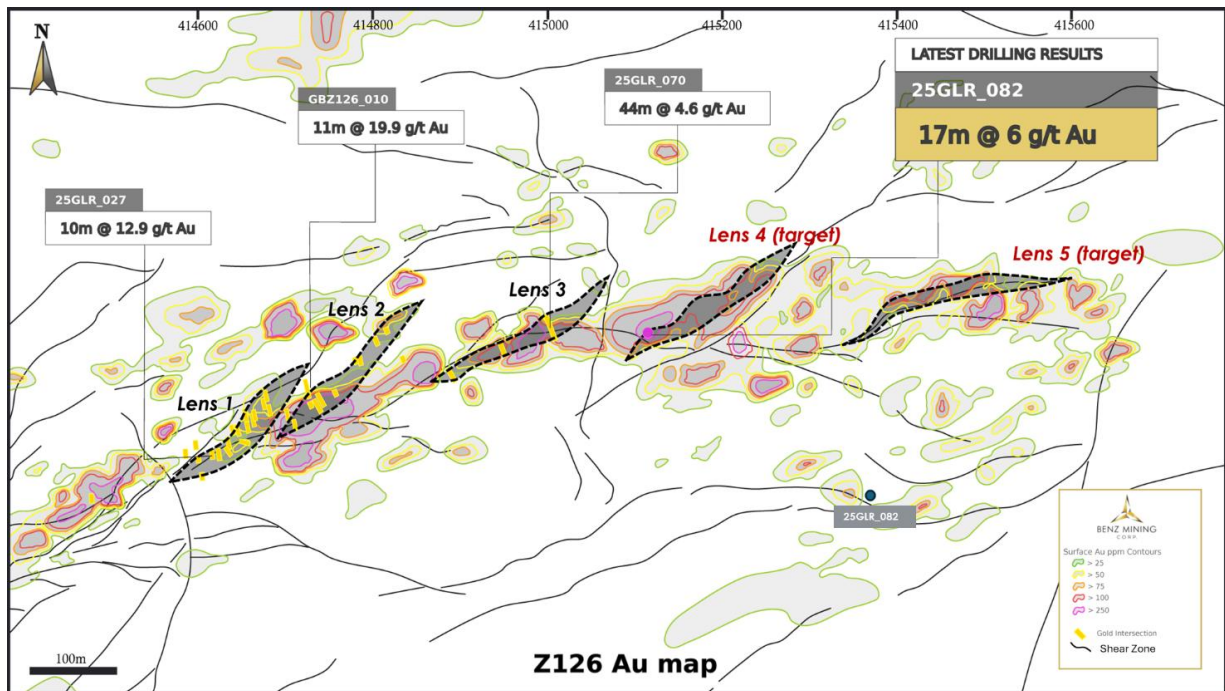 414600
414800
415000
415200
415400
415600
N
LATEST DRILLING RESULTS
25GLR_082
17m @ 6 g/t Au
25GLR_070
44m @ 4.6 g/t Au
GBZ126_010
11m @ 19.9 g/t Au
25GLR_027
10m @ 12.9 g/t Au
Lens 4 (target)
Lens 5 (target)
Lens 3
Lens 2
Lens 1
25GLR_082
BENZ MINING
CORP.
Surface Au ppm Contours
> 25
> 50
> 75
> 100
> 250
Gold Intersection
Shear Zone
100m
Z126 Au map